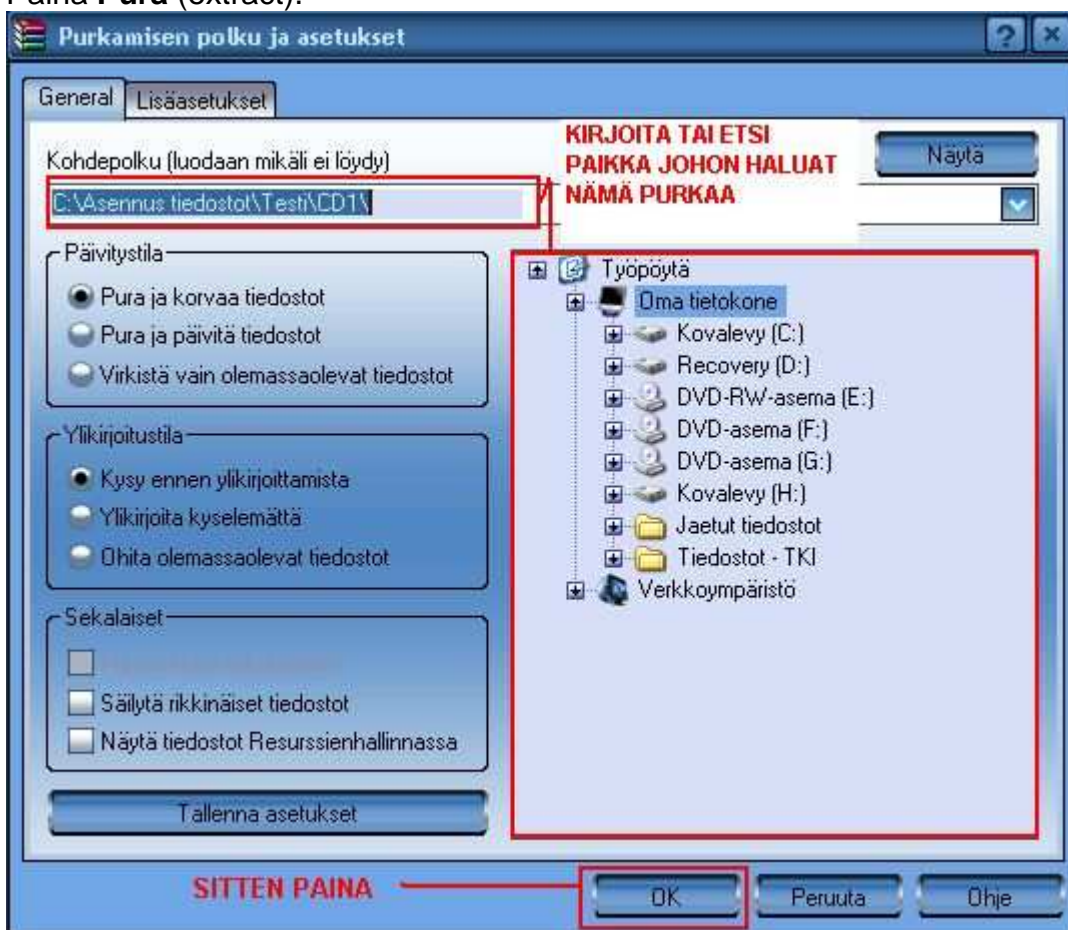 Paina Pura (extract).
Purkamisen polku ja asetukset
General Lisäasetukset
Kohdepolku (luodaan mikäli ei löydy)
KIRJOITA TAI ETSI
PAIKKA JOHON HALUAT
NÄMÄ PURKAA
Näytä
C:\Asennus tiedostot\Testi\CD1\
Päivitystila
Pura ja korvaa tiedostot
Pura ja päivitä tiedostot
Virkistä vain olemassaolevat tiedostot
Ylikirjoitustila
Kysy ennen ylikirjoittamista
Ylikirjoita kyselemättä
Ohita olemassaolevat tiedostot
Sekalaiset
Säilytä rikkinäiset tiedostot
Näytä tiedostot Resurssienhallinnassa
Tallenna asetukset
Työpöytä
Oma tietokone
Kovalevy (C:)
Recovery (D:)
DVD-RW-asema (E:)
DVD-asema (F:)
DVD-asema (G:)
Kovalevy (H:)
Jaetut tiedostot
Tiedostot - TKI
Verkkoympäristö
SITTEN PAINA
OK
Peruuta
Ohje